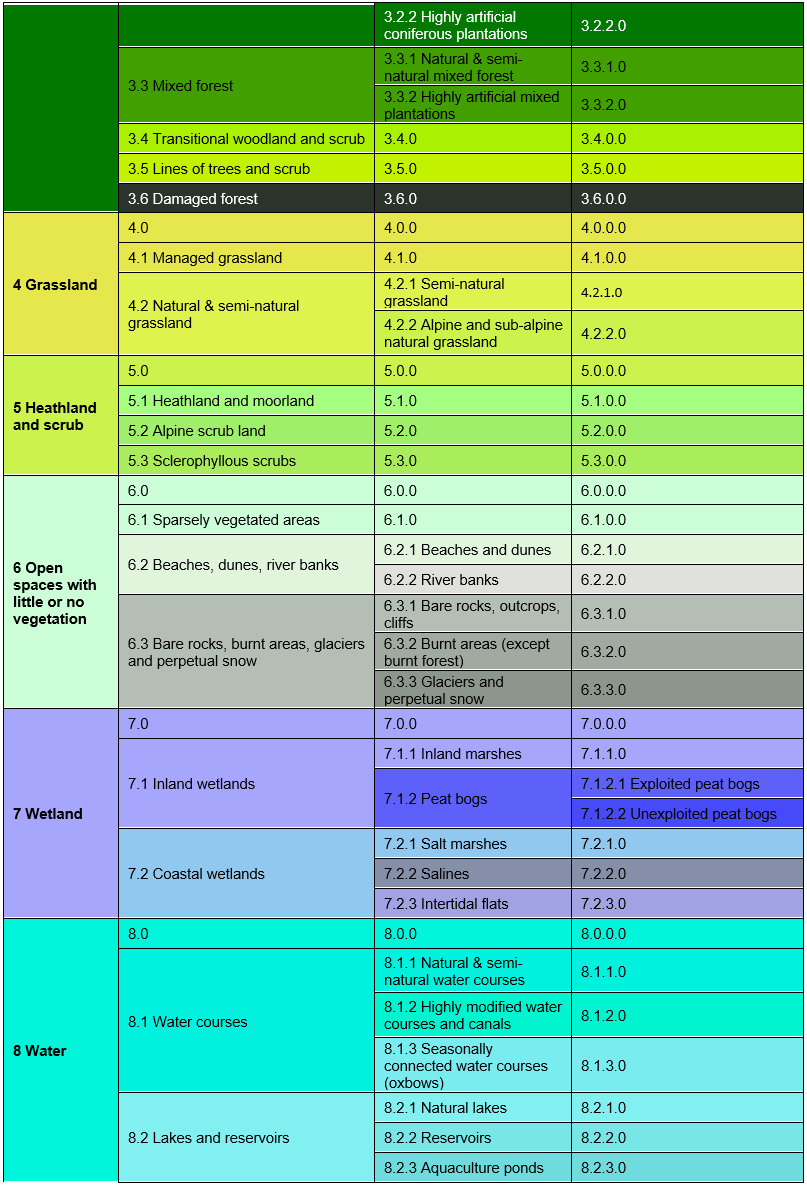 3.2.2 Highly artificial
coniferous plantations
3.2.2.0
3.3 Mixed forest
3.3.1 Natural & semi-
natural mixed forest
3.3.1.0
3.3.2 Highly artificial mixed
plantations
3.3.2.0
3.4 Transitional woodland and scrub
3.4.0
3.4.0.0
3.5 Lines of trees and scrub
3.5.0
3.5.0.0
3.6 Damaged forest
3.6.0
3.6.0.0
4 Grassland
4.0
4.0.0
4.0.0.0
4.1 Managed grassland
4.1.0
4.1.0.0
4.2 Natural & semi-natural
grassland
4.2.1 Semi-natural
grassland
4.2.1.0
4.2.2 Alpine and sub-alpine
natural grassland
4.2.2.0
5 Heathland
and scrub
5.0
5.0.0
5.0.0.0
5.1 Heathland and moorland
5.1.0
5.1.0.0
5.2 Alpine scrub land
5.2.0
5.2.0.0
5.3 Sclerophyllous scrubs
5.3.0
5.3.0.0
6 Open
spaces with
little or no
vegetation
6.0
6.0.0
6.0.0.0
6.1 Sparsely vegetated areas
6.1.0
6.1.0.0
6.2 Beaches, dunes, river banks
6.2.1 Beaches and dunes
6.2.1.0
6.2.2 River banks
6.2.2.0
6.3 Bare rocks, burnt areas, glaciers
and perpetual snow
6.3.1 Bare rocks, outcrops,
cliffs
6.3.1.0
6.3.2 Burnt areas (except
burnt forest)
6.3.2.0
6.3.3 Glaciers and
perpetual snow
6.3.3.0
7 Wetland
7.0
7.0.0
7.0.0.0
7.1 Inland wetlands
7.1.1 Inland marshes
7.1.1.0
7.1.2 Peat bogs
7.1.2.1 Exploited peat bogs
7.1.2.2 Unexploited peat bogs
7.2 Coastal wetlands
7.2.1 Salt marshes
7.2.1.0
7.2.2 Salines
7.2.2.0
7.2.3 Intertidal flats
7.2.3.0
8 Water
8.0
8.0.0
8.0.0.0
8.1 Water courses
8.1.1 Natural & semi-
natural water courses
8.1.1.0
8.1.2 Highly modified water
courses and canals
8.1.2.0
8.1.3 Seasonally
connected water courses
(oxbows)
8.1.3.0
8.2 Lakes and reservoirs
8.2.1 Natural lakes
8.2.1.0
8.2.2 Reservoirs
8.2.2.0
8.2.3 Aquaculture ponds
8.2.3.0